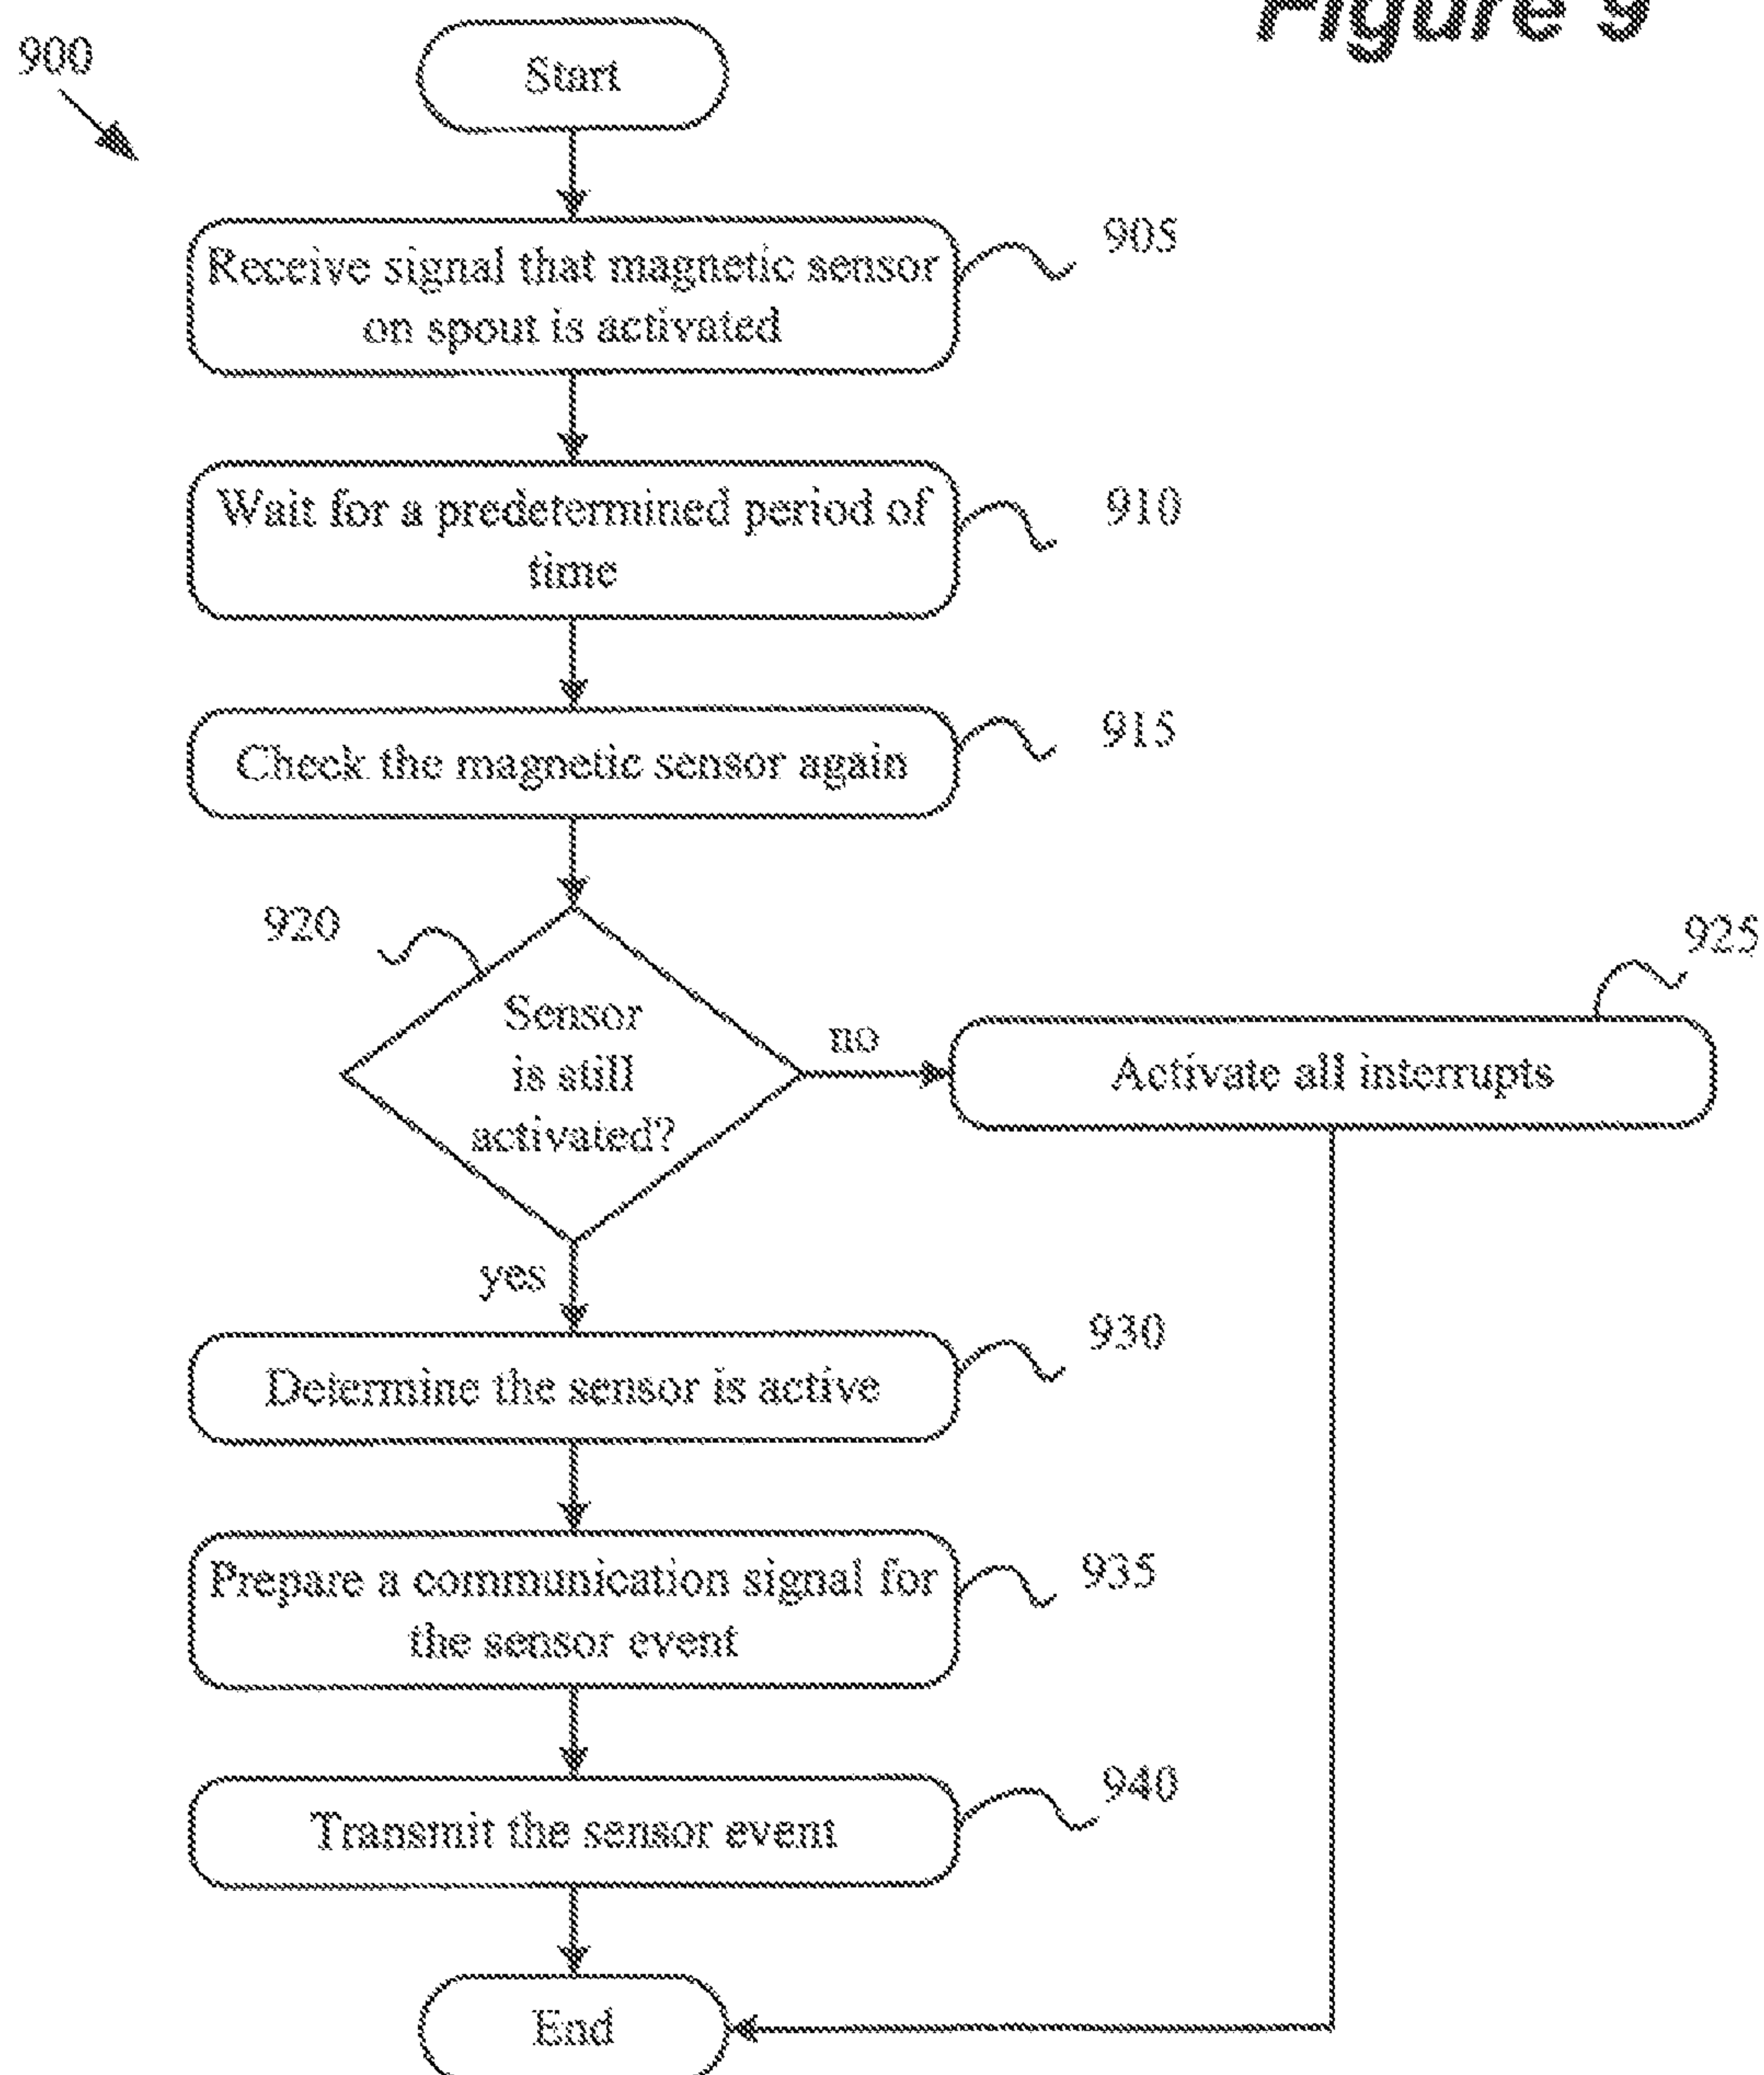 Figure 9
900
Start
Receive signal that magnetic sensor
on spout is activated
905
Wait for a predetermined period of
time
910
Check the magnetic sensor again
915
920
Sensor
is still
activated?
no
925
Activate all interrupts
yes
Determine the sensor is active
930
Prepare a communication signal for
the sensor event
935
Transmit the sensor event
940
End